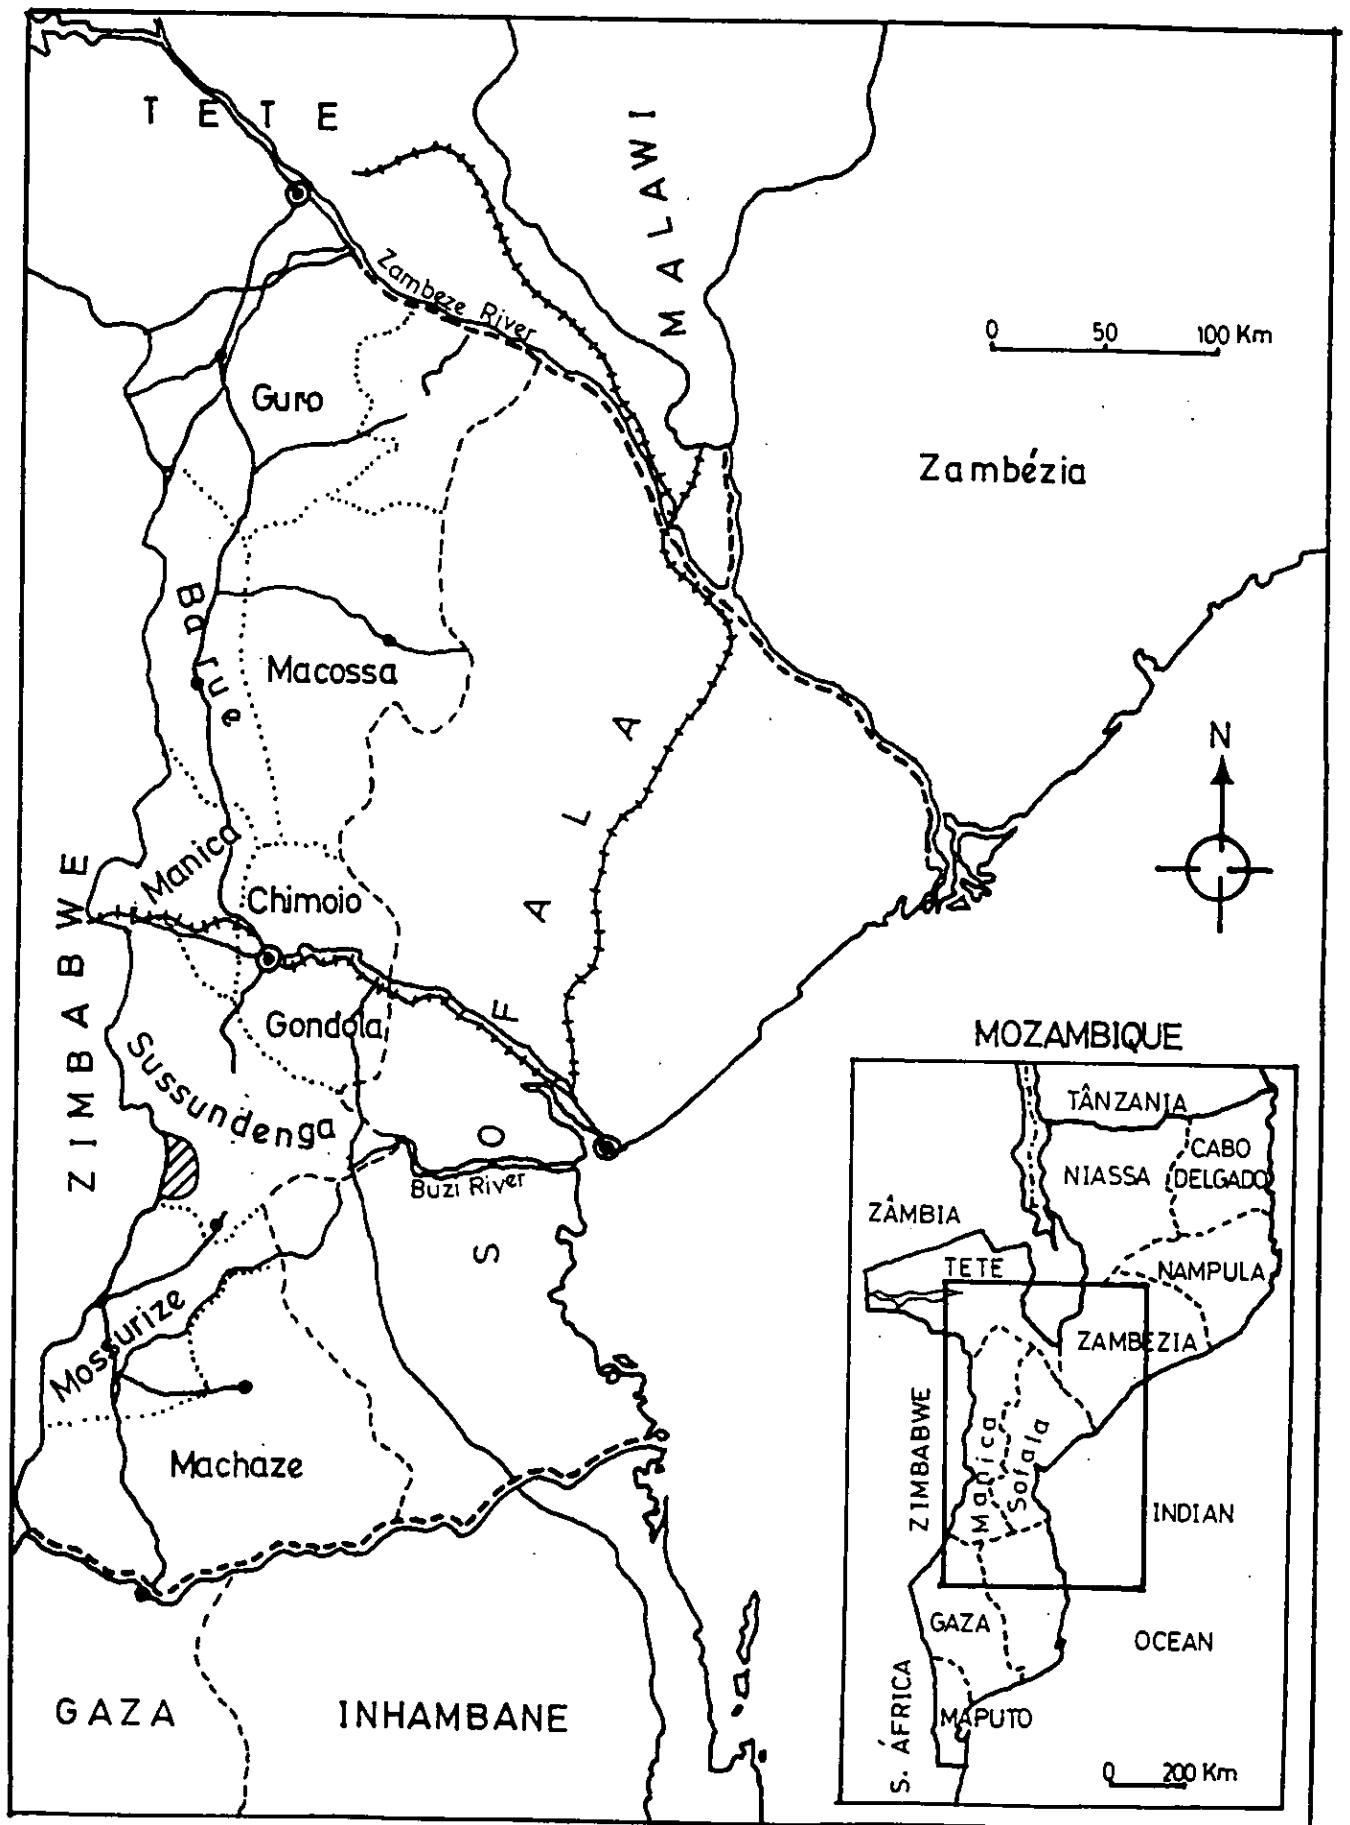 TETE
MALAWI
Zambeze River
0 50 100 Km
Guro
Zambézia
Barue
Macossa
SOFALA
N
Manica
ZIMBABWE
Chimoio
Gondola
Sussundenga
Buzi River
Mossurize
Machaze
GAZA
INHAMBANE
MOZAMBIQUE
TÂNZANIA
CABO
DELGADO
NIASSA
ZÂMBIA
TETE
NAMPULA
ZAMBEZIA
ZIMBABWE
Manica
Sofala
INDIAN
GAZA
OCEAN
S. ÁFRICA
MAPUTO
0 200 Km